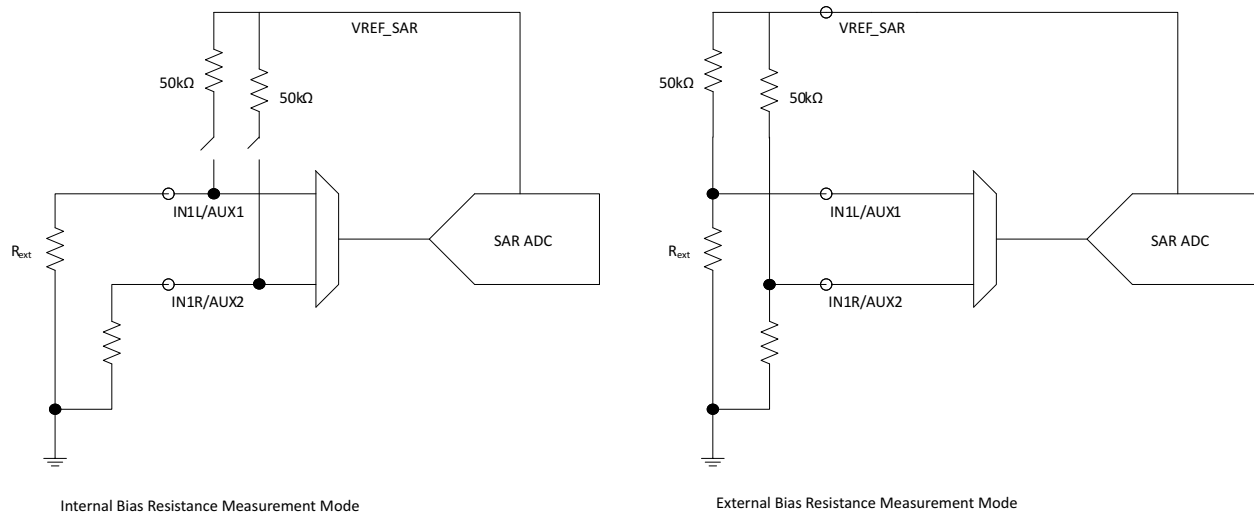 VREF_SAR
50kΩ
50kΩ
IN1L/AUX1
Rext
SAR ADC
IN1R/AUX2
Internal Bias Resistance Measurement Mode
VREF_SAR
50kΩ
50kΩ
IN1L/AUX1
Rext
SAR ADC
IN1R/AUX2
External Bias Resistance Measurement Mode